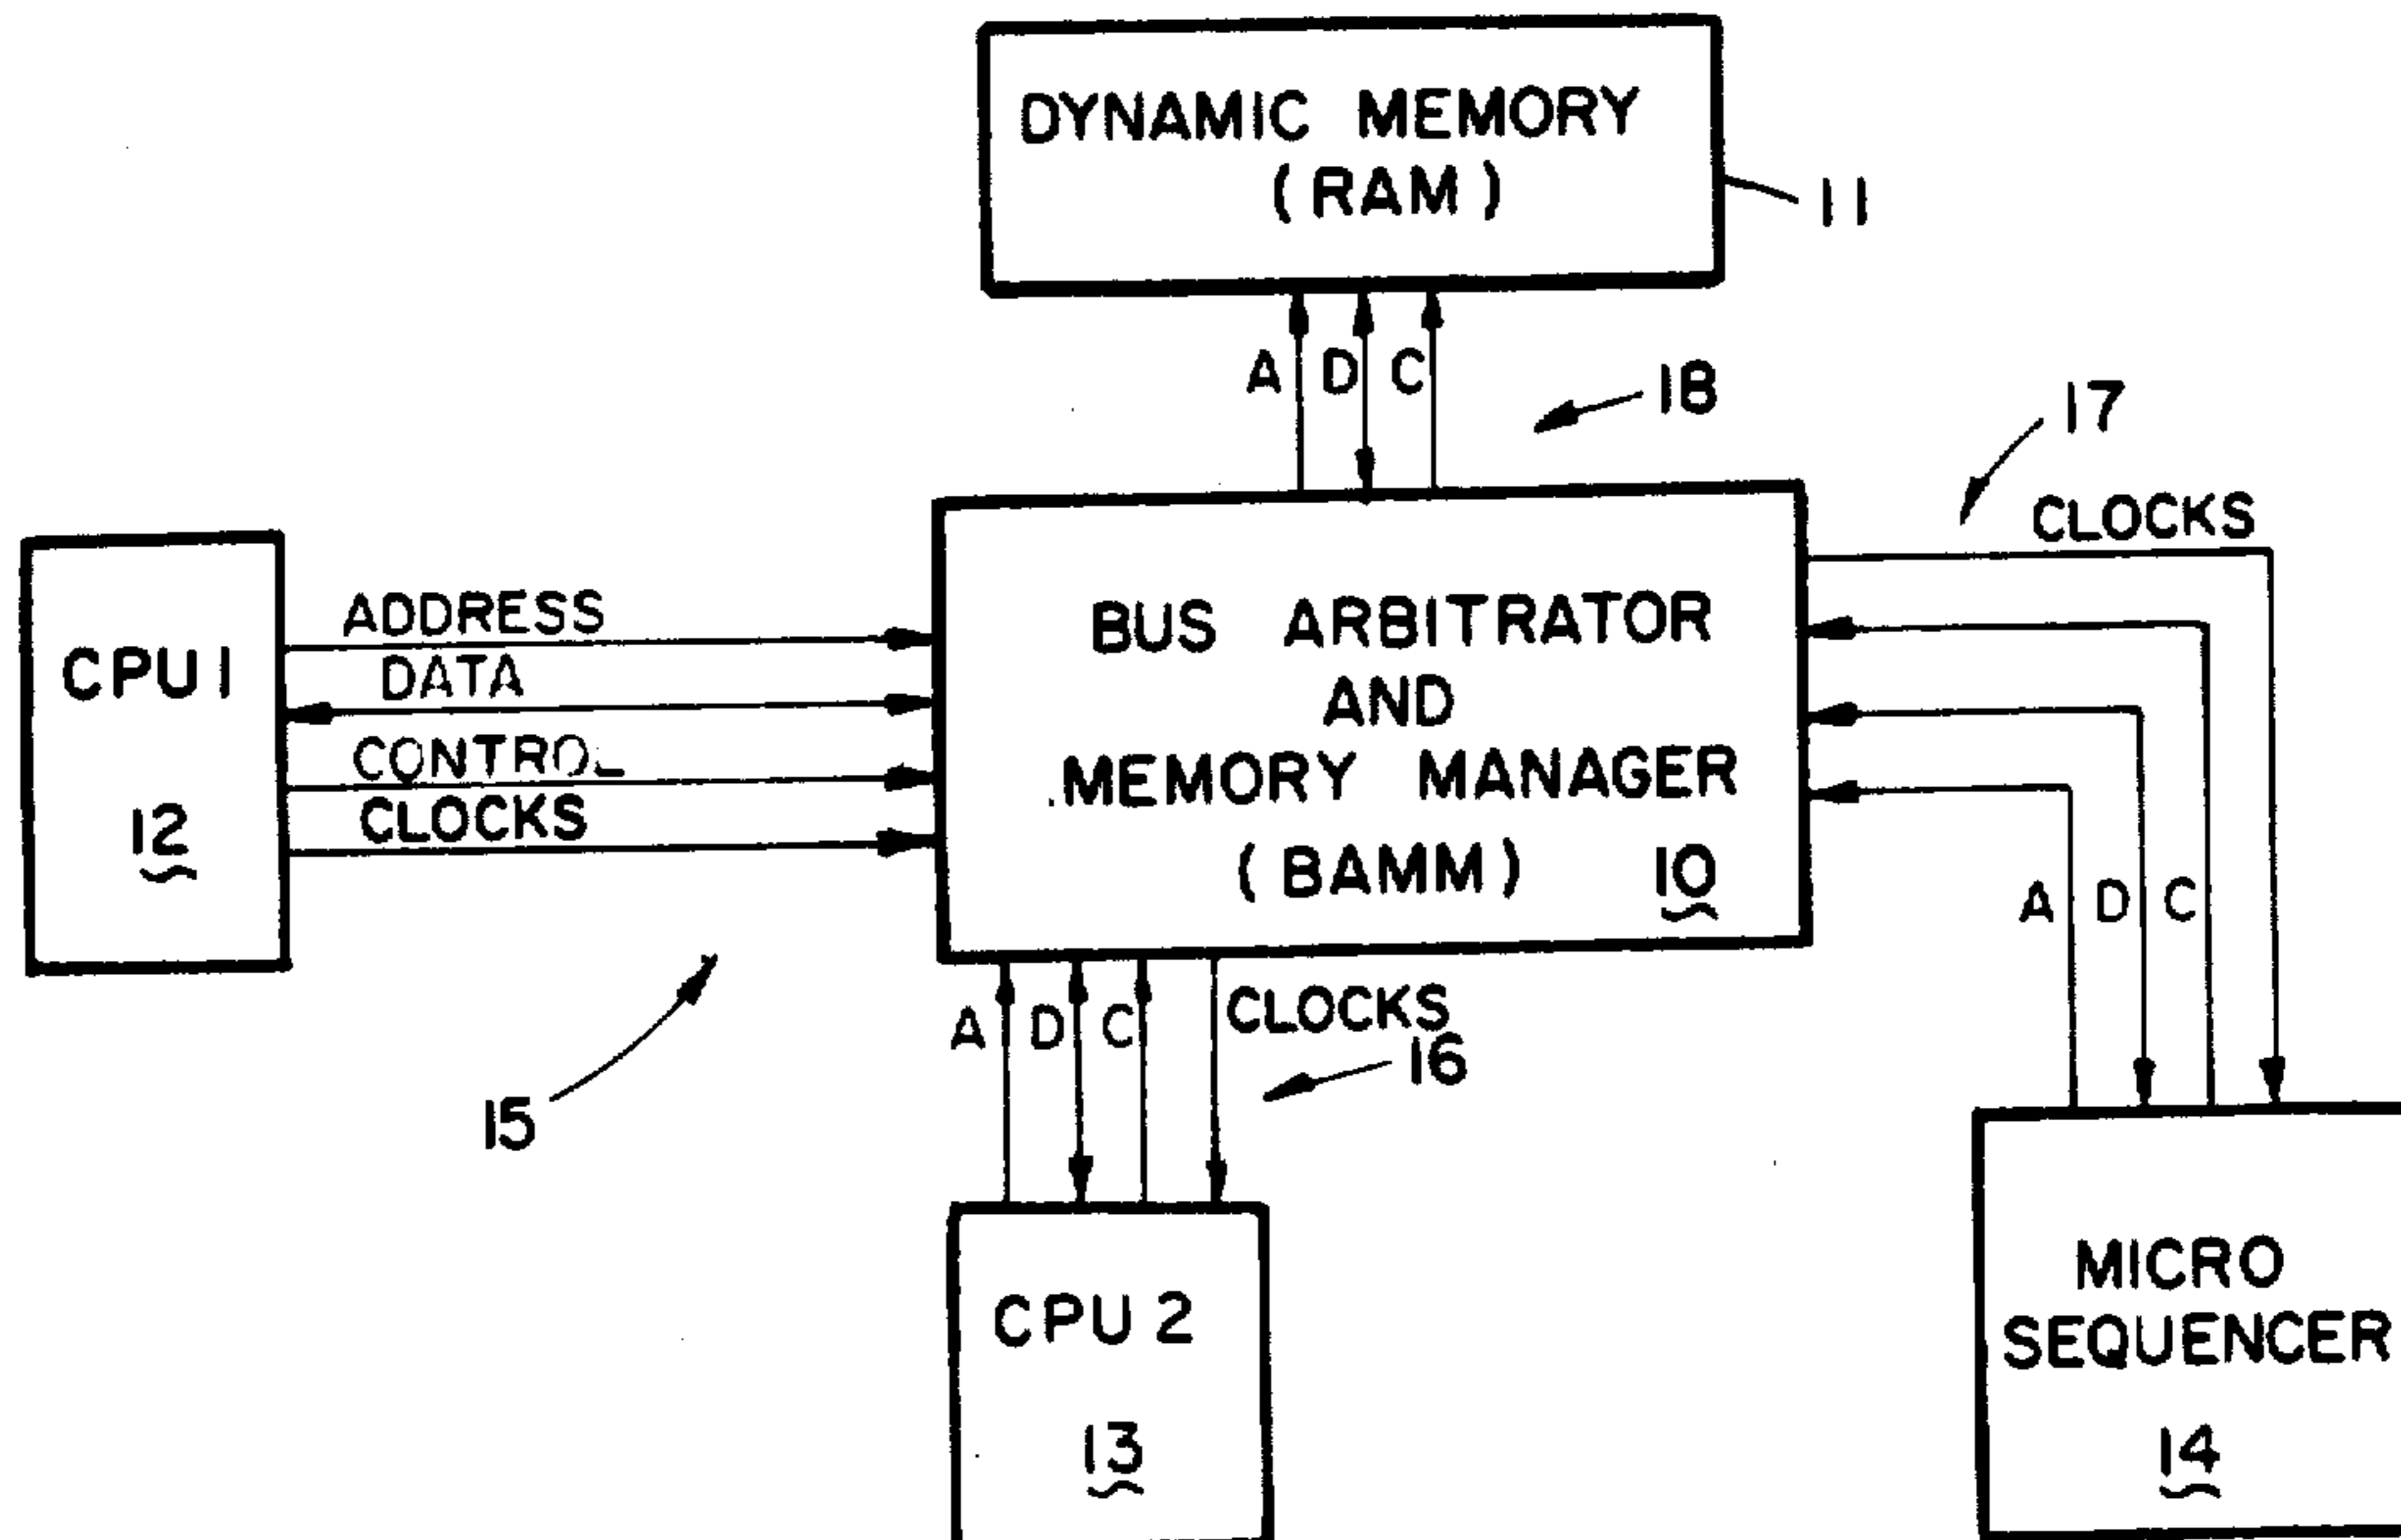 DYNAMIC MEMORY
(RAM)
11
A D C
18
17
CLOCKS
CPU 1
12
ADDRESS
DATA
CONTROL
CLOCKS
BUS ARBITRATOR
AND
MEMORY MANAGER
(BAMM) 10
A D C
15
A D C CLOCKS
16
CPU 2
13
MICRO
SEQUENCER
14